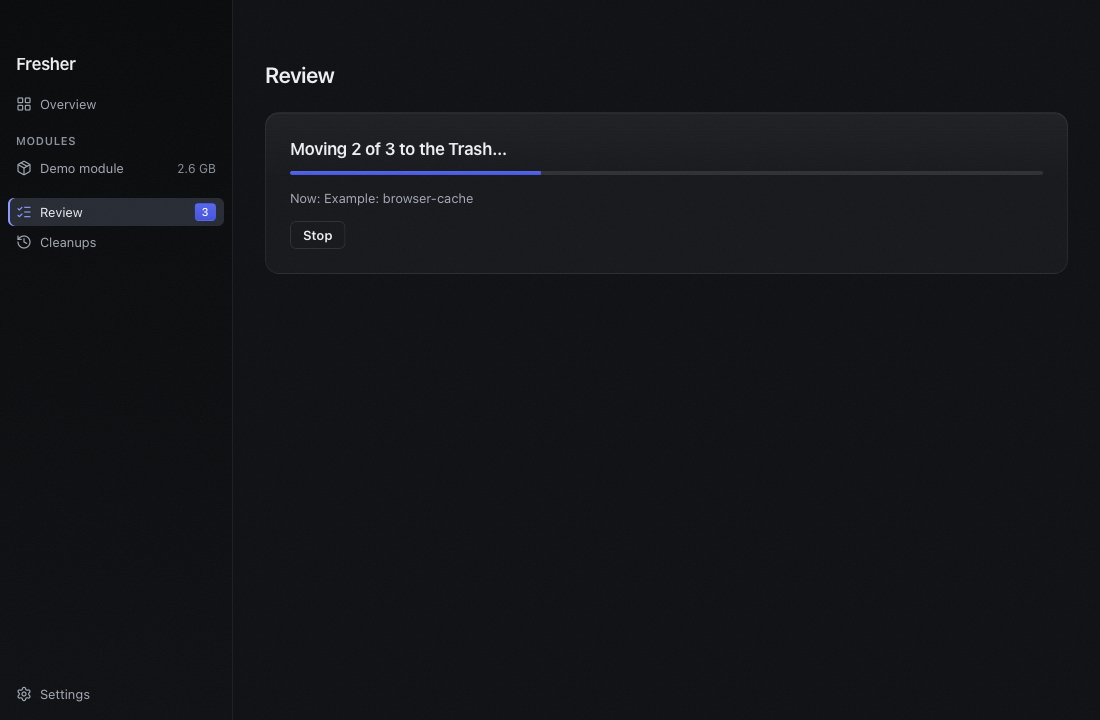 Fresher
Overview
MODULES
Demo module 2.6 GB
Review 3
Cleanups
Settings
Review
Moving 2 of 3 to the Trash...
Now: Example: browser-cache
Stop